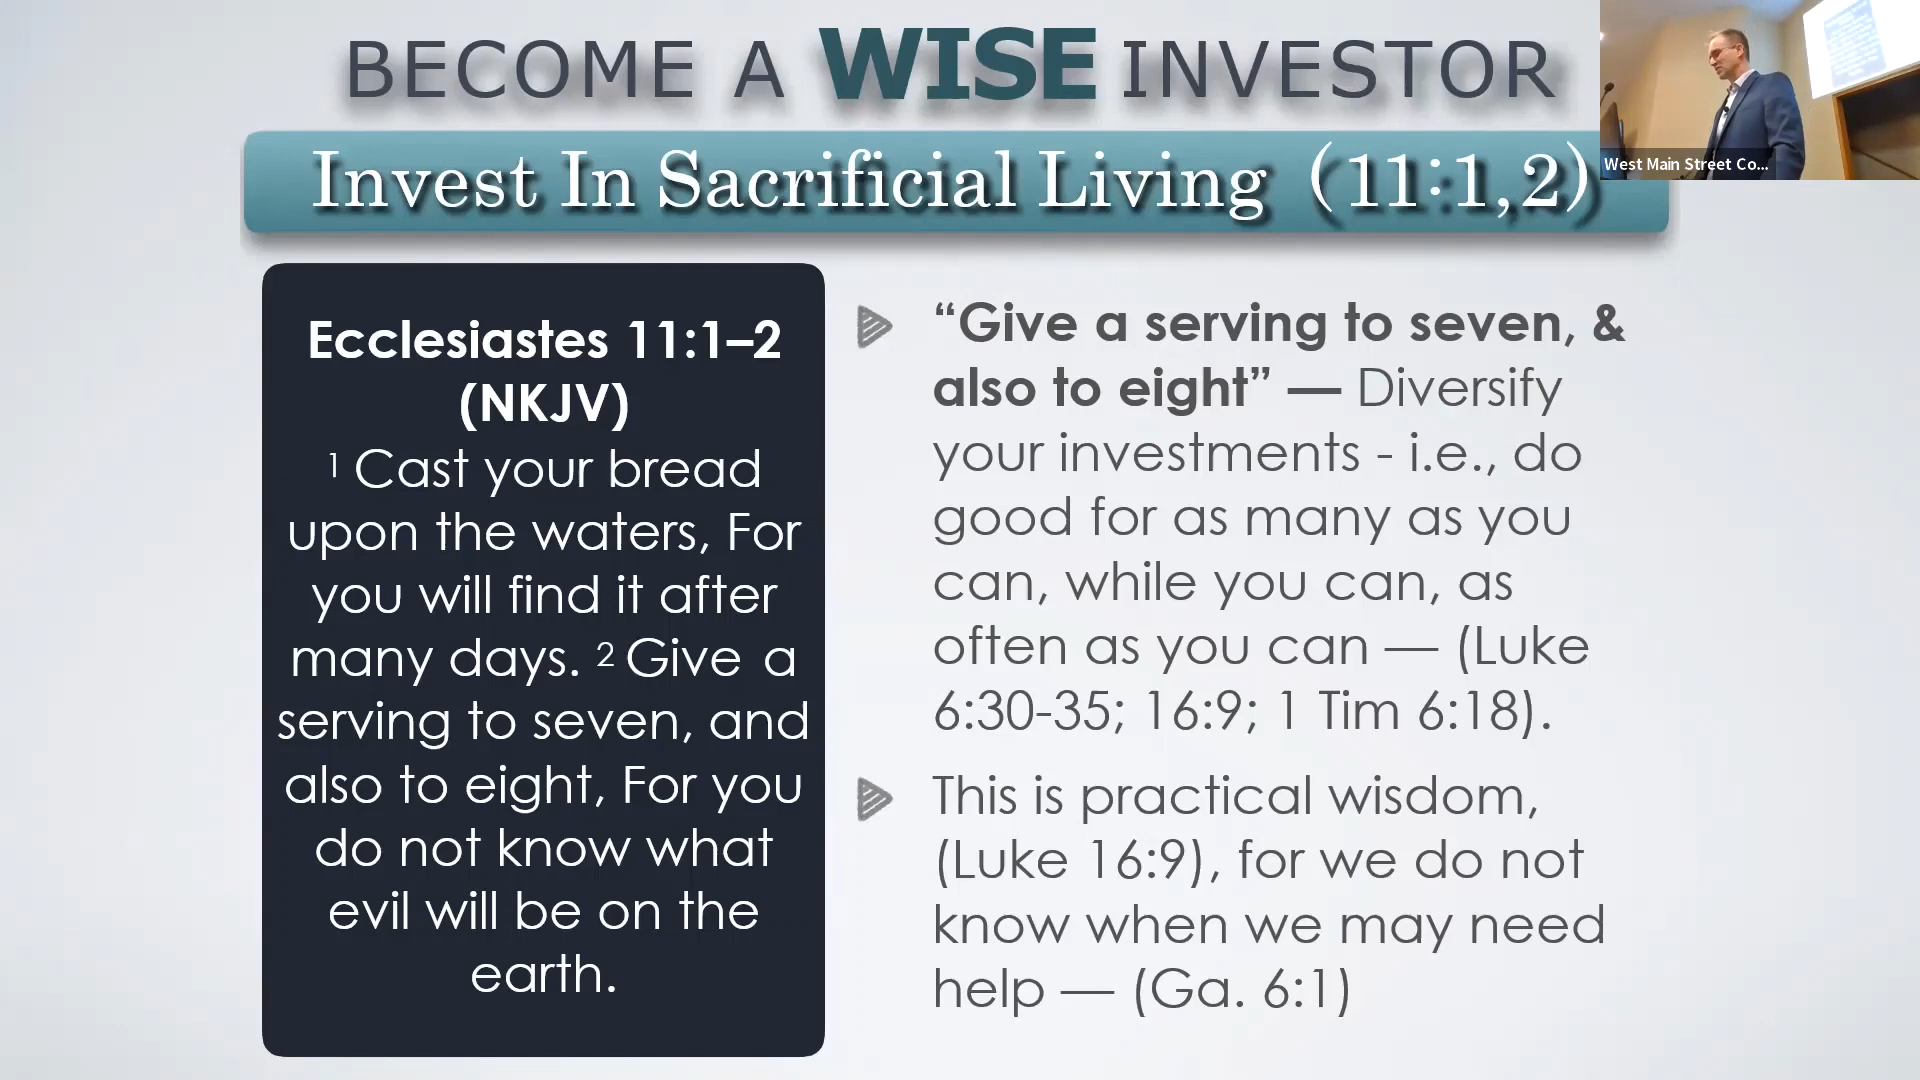 BECOME A WISE INVESTOR
Invest In Sacrificial Living (11:1,2)
West Main Street Co...
Ecclesiastes 11:1–2
(NKJV)
1 Cast your bread
upon the waters, For
you will find it after
many days. 2 Give a
serving to seven, and
also to eight, For you
do not know what
evil will be on the
earth.
“Give a serving to seven, &
also to eight” — Diversify
your investments - i.e., do
good for as many as you
can, while you can, as
often as you can — (Luke
6:30-35; 16:9; 1 Tim 6:18).
This is practical wisdom,
(Luke 16:9), for we do not
know when we may need
help — (Ga. 6:1)